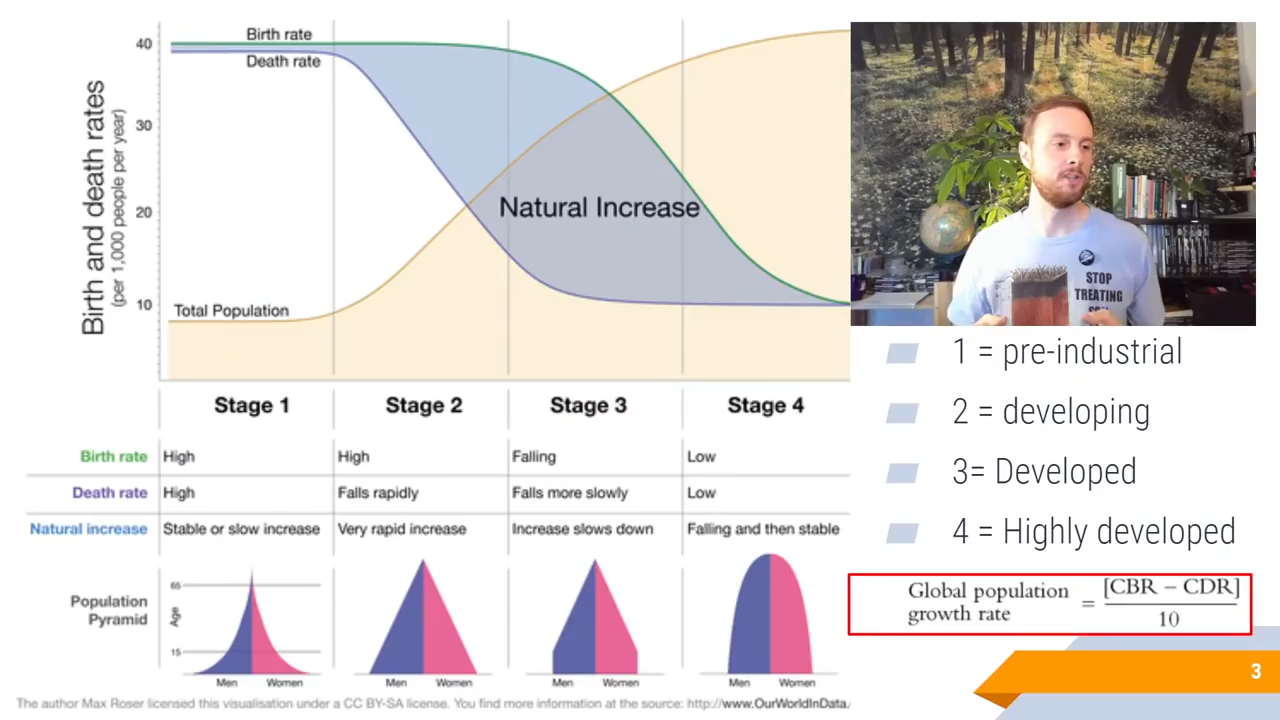 Birth and death rates
(per 1,000 people per year)
40
30
20
10
Birth rate
Death rate
Natural Increase
Total Population
Stage 1
Stage 2
Stage 3
Stage 4
Birth rate
High
High
Falling
Low
Death rate
High
Falls rapidly
Falls more slowly
Low
Natural increase
Stable or slow increase
Very rapid increase
Increase slows down
Falling and then stable
Population
Pyramid
Age
65
15
Men
Women
Men
Women
Men
Women
Men
Women
The author Max Roser licensed this visualisation under a CC BY-SA license. You find more information at the source: http://www.OurWorldInData.
STOP
TREATING
1 = pre-industrial
2 = developing
3= Developed
4 = Highly developed
Global population
growth rate
= [CBR − CDR]
10
3